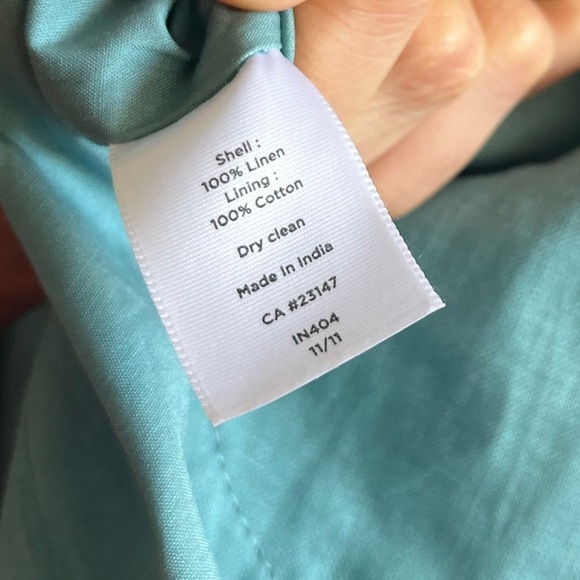 Shell :
100% Linen
Lining :
100% Cotton
Dry clean
Made in India
CA #23147
IN404
11/11